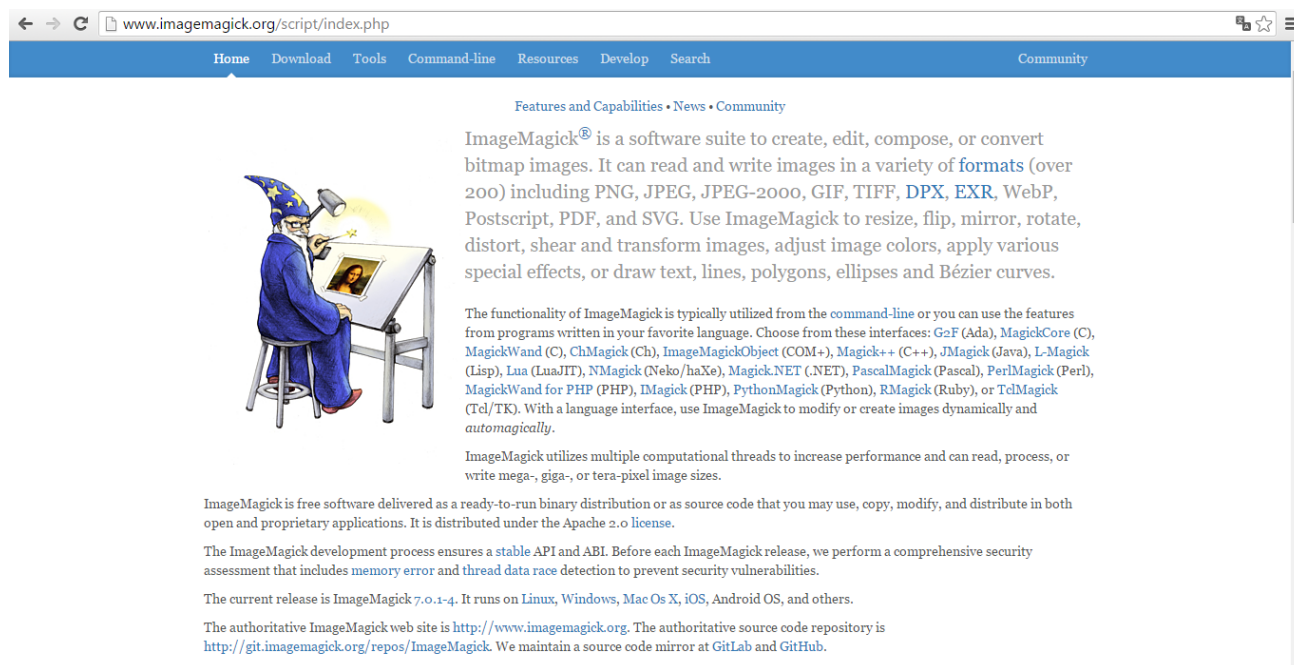 www.imagemagick.org/script/index.php
Home Download Tools Command-line Resources Develop Search Community
Features and Capabilities • News • Community
ImageMagick® is a software suite to create, edit, compose, or convert
bitmap images. It can read and write images in a variety of formats (over
200) including PNG, JPEG, JPEG-2000, GIF, TIFF, DPX, EXR, WebP,
Postscript, PDF, and SVG. Use ImageMagick to resize, flip, mirror, rotate,
distort, shear and transform images, adjust image colors, apply various
special effects, or draw text, lines, polygons, ellipses and Bézier curves.
The functionality of ImageMagick is typically utilized from the command-line or you can use the features
from programs written in your favorite language. Choose from these interfaces: G2F (Ada), MagickCore (C),
MagickWand (C), ChMagick (Ch), ImageMagickObject (COM+), Magick++ (C++), JMagick (Java), L-Magick
(Lisp), Lua (LuaJIT), NMagick (Neko/haXe), Magick.NET (.NET), PascalMagick (Pascal), PerlMagick (Perl),
MagickWand for PHP (PHP), IMagick (PHP), PythonMagick (Python), RMagick (Ruby), or TclMagick
(Tcl/TK). With a language interface, use ImageMagick to modify or create images dynamically and
automagically.
ImageMagick utilizes multiple computational threads to increase performance and can read, process, or
write mega-, giga-, or tera-pixel image sizes.
ImageMagick is free software delivered as a ready-to-run binary distribution or as source code that you may use, copy, modify, and distribute in both
open and proprietary applications. It is distributed under the Apache 2.0 license.
The ImageMagick development process ensures a stable API and ABI. Before each ImageMagick release, we perform a comprehensive security
assessment that includes memory error and thread data race detection to prevent security vulnerabilities.
The current release is ImageMagick 7.0.1-4. It runs on Linux, Windows, Mac Os X, iOS, Android OS, and others.
The authoritative ImageMagick web site is http://www.imagemagick.org. The authoritative source code repository is
http://git.imagemagick.org/repos/ImageMagick. We maintain a source code mirror at GitLab and GitHub.